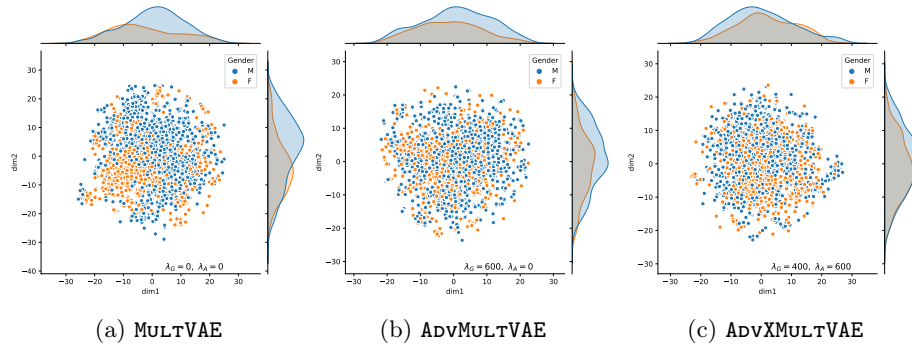 Gender
M
F
dim2
30
20
10
0
−10
−20
−30
−40
−30
−20
−10
0
10
20
30
dim1
λG = 0, λA = 0
(a) MultVAE
Gender
M
F
dim2
30
20
10
0
−10
−20
−30
−30
−20
−10
0
10
20
30
dim1
λG = 600, λA = 0
(b) AdvMultVAE
Gender
M
F
dim2
30
20
10
0
−10
−20
−30
−30
−20
−10
0
10
20
30
dim1
λG = 400, λA = 600
(c) AdvXMultVAE